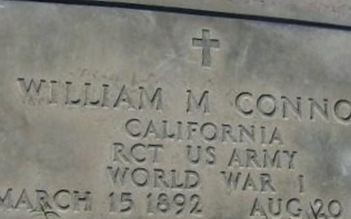 WILLIAM M CONNO
CALIFORNIA
RCT US ARMY
WORLD WAR I
MARCH 15 1892 AUG 20